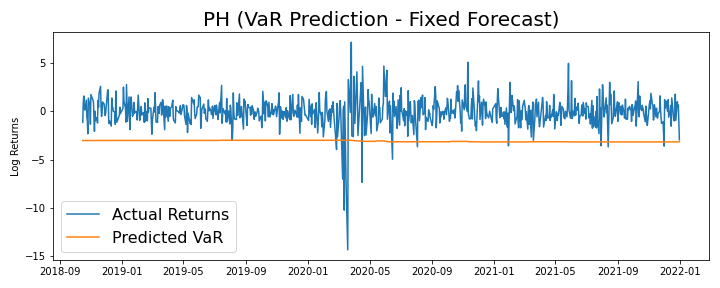 PH (VaR Prediction - Fixed Forecast)
Log Returns
5
0
−5
−10
−15
Actual Returns
Predicted VaR
2018-09 2019-01 2019-05 2019-09 2020-01 2020-05 2020-09 2021-01 2021-05 2021-09 2022-01